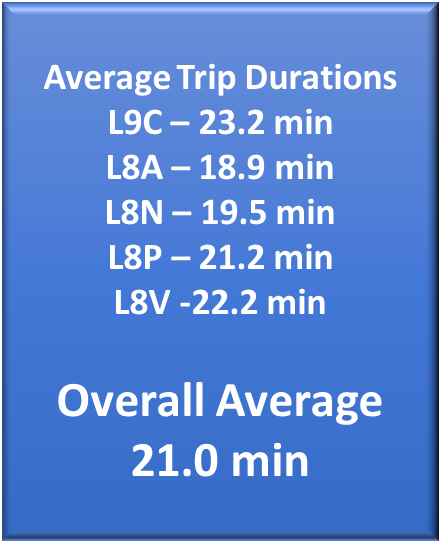 Average Trip Durations
L9C – 23.2 min
L8A – 18.9 min
L8N – 19.5 min
L8P – 21.2 min
L8V -22.2 min
Overall Average
21.0 min